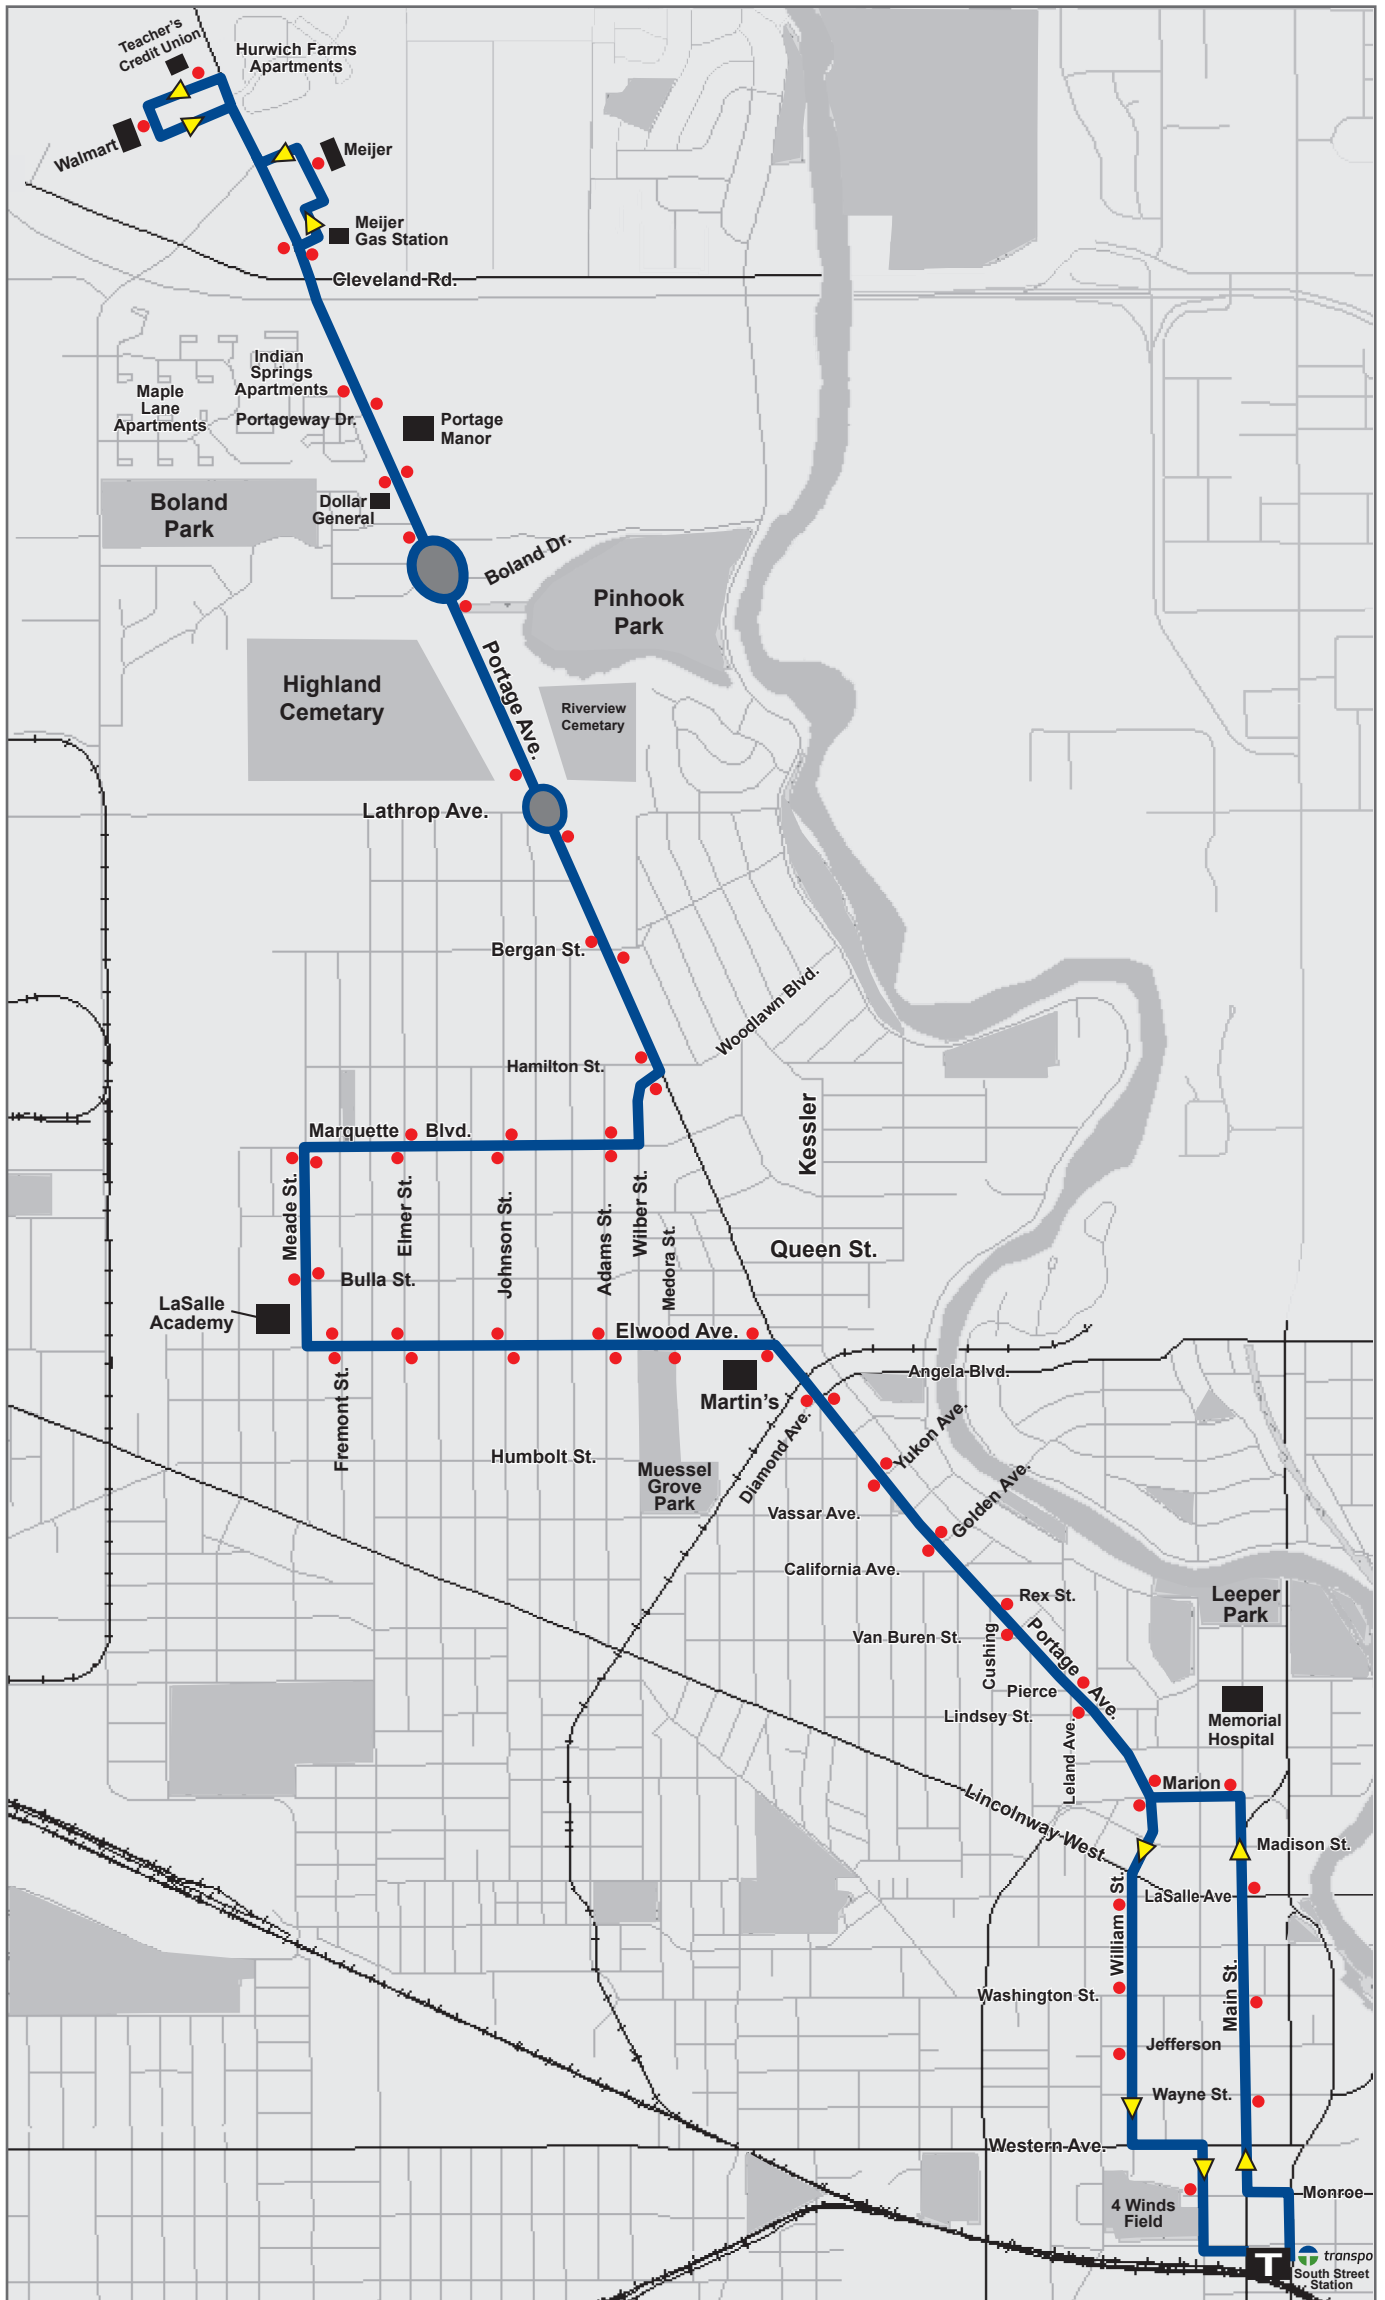 Teacher's
Credit Union
Hurwich Farms
Apartments
Walmart
Meijer
Meijer
Gas Station
Cleveland Rd.
Indian
Springs
Apartments
Maple
Lane
Apartments
Portageway Dr.
Portage
Manor
Boland
Park
Dollar
General
Boland Dr.
Pinhook
Park
Portage Ave.
Highland
Cemetary
Riverview
Cemetary
Lathrop Ave.
Bergan St.
Woodlawn Blvd.
Hamilton St.
Kessler
Marquette Blvd.
Meade St.
Elmer St.
Johnson St.
Adams St.
Wilber St.
Medora St.
Queen St.
Bulla St.
LaSalle
Academy
Elwood Ave.
Angela Blvd.
Martin's
Fremont St.
Diamond Ave.
Yukon Ave.
Humbolt St.
Muessel
Grove
Park
Golden Ave.
Vassar Ave.
California Ave.
Rex St.
Leeper
Park
Van Buren St.
Cushing
Portage Ave.
Pierce
Lindsey St.
Leland Ave.
Memorial
Hospital
Marion
Lincolnway West
Madison St.
LaSalle Ave
William St.
Main St.
Washington St.
Jefferson
Wayne St.
Western Ave.
Monroe
4 Winds
Field
T
transpo
South Street
Station